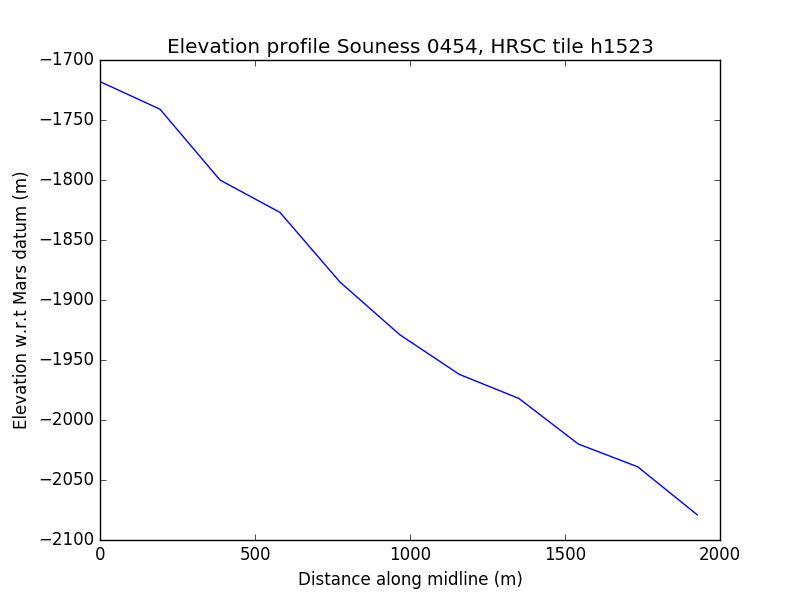 Elevation profile Souness 0454, HRSC tile h1523
−1700
−1750
−1800
−1850
−1900
−1950
−2000
−2050
−2100
Elevation w.r.t Mars datum (m)
0 500 1000 1500 2000
Distance along midline (m)